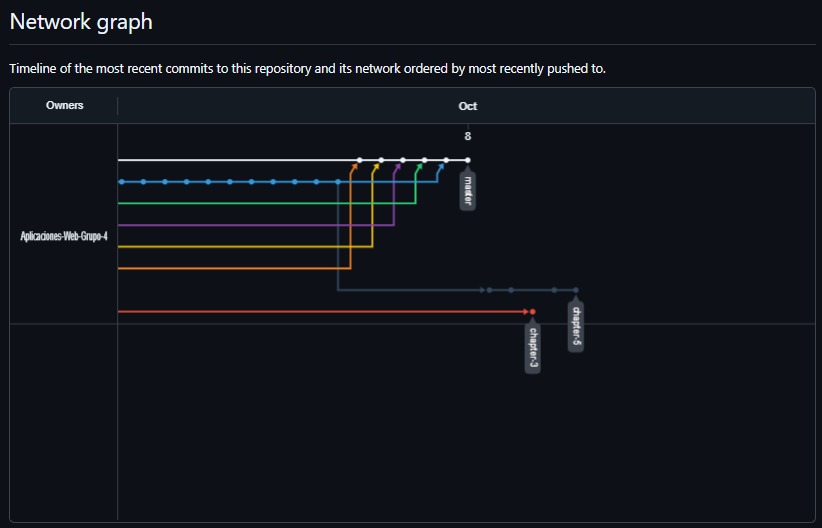 Network graph
Timeline of the most recent commits to this repository and its network ordered by most recently pushed to.
Owners
Oct
8
master
Aplicaciones-Web-Grupo-4
chapter-5
chapter-3